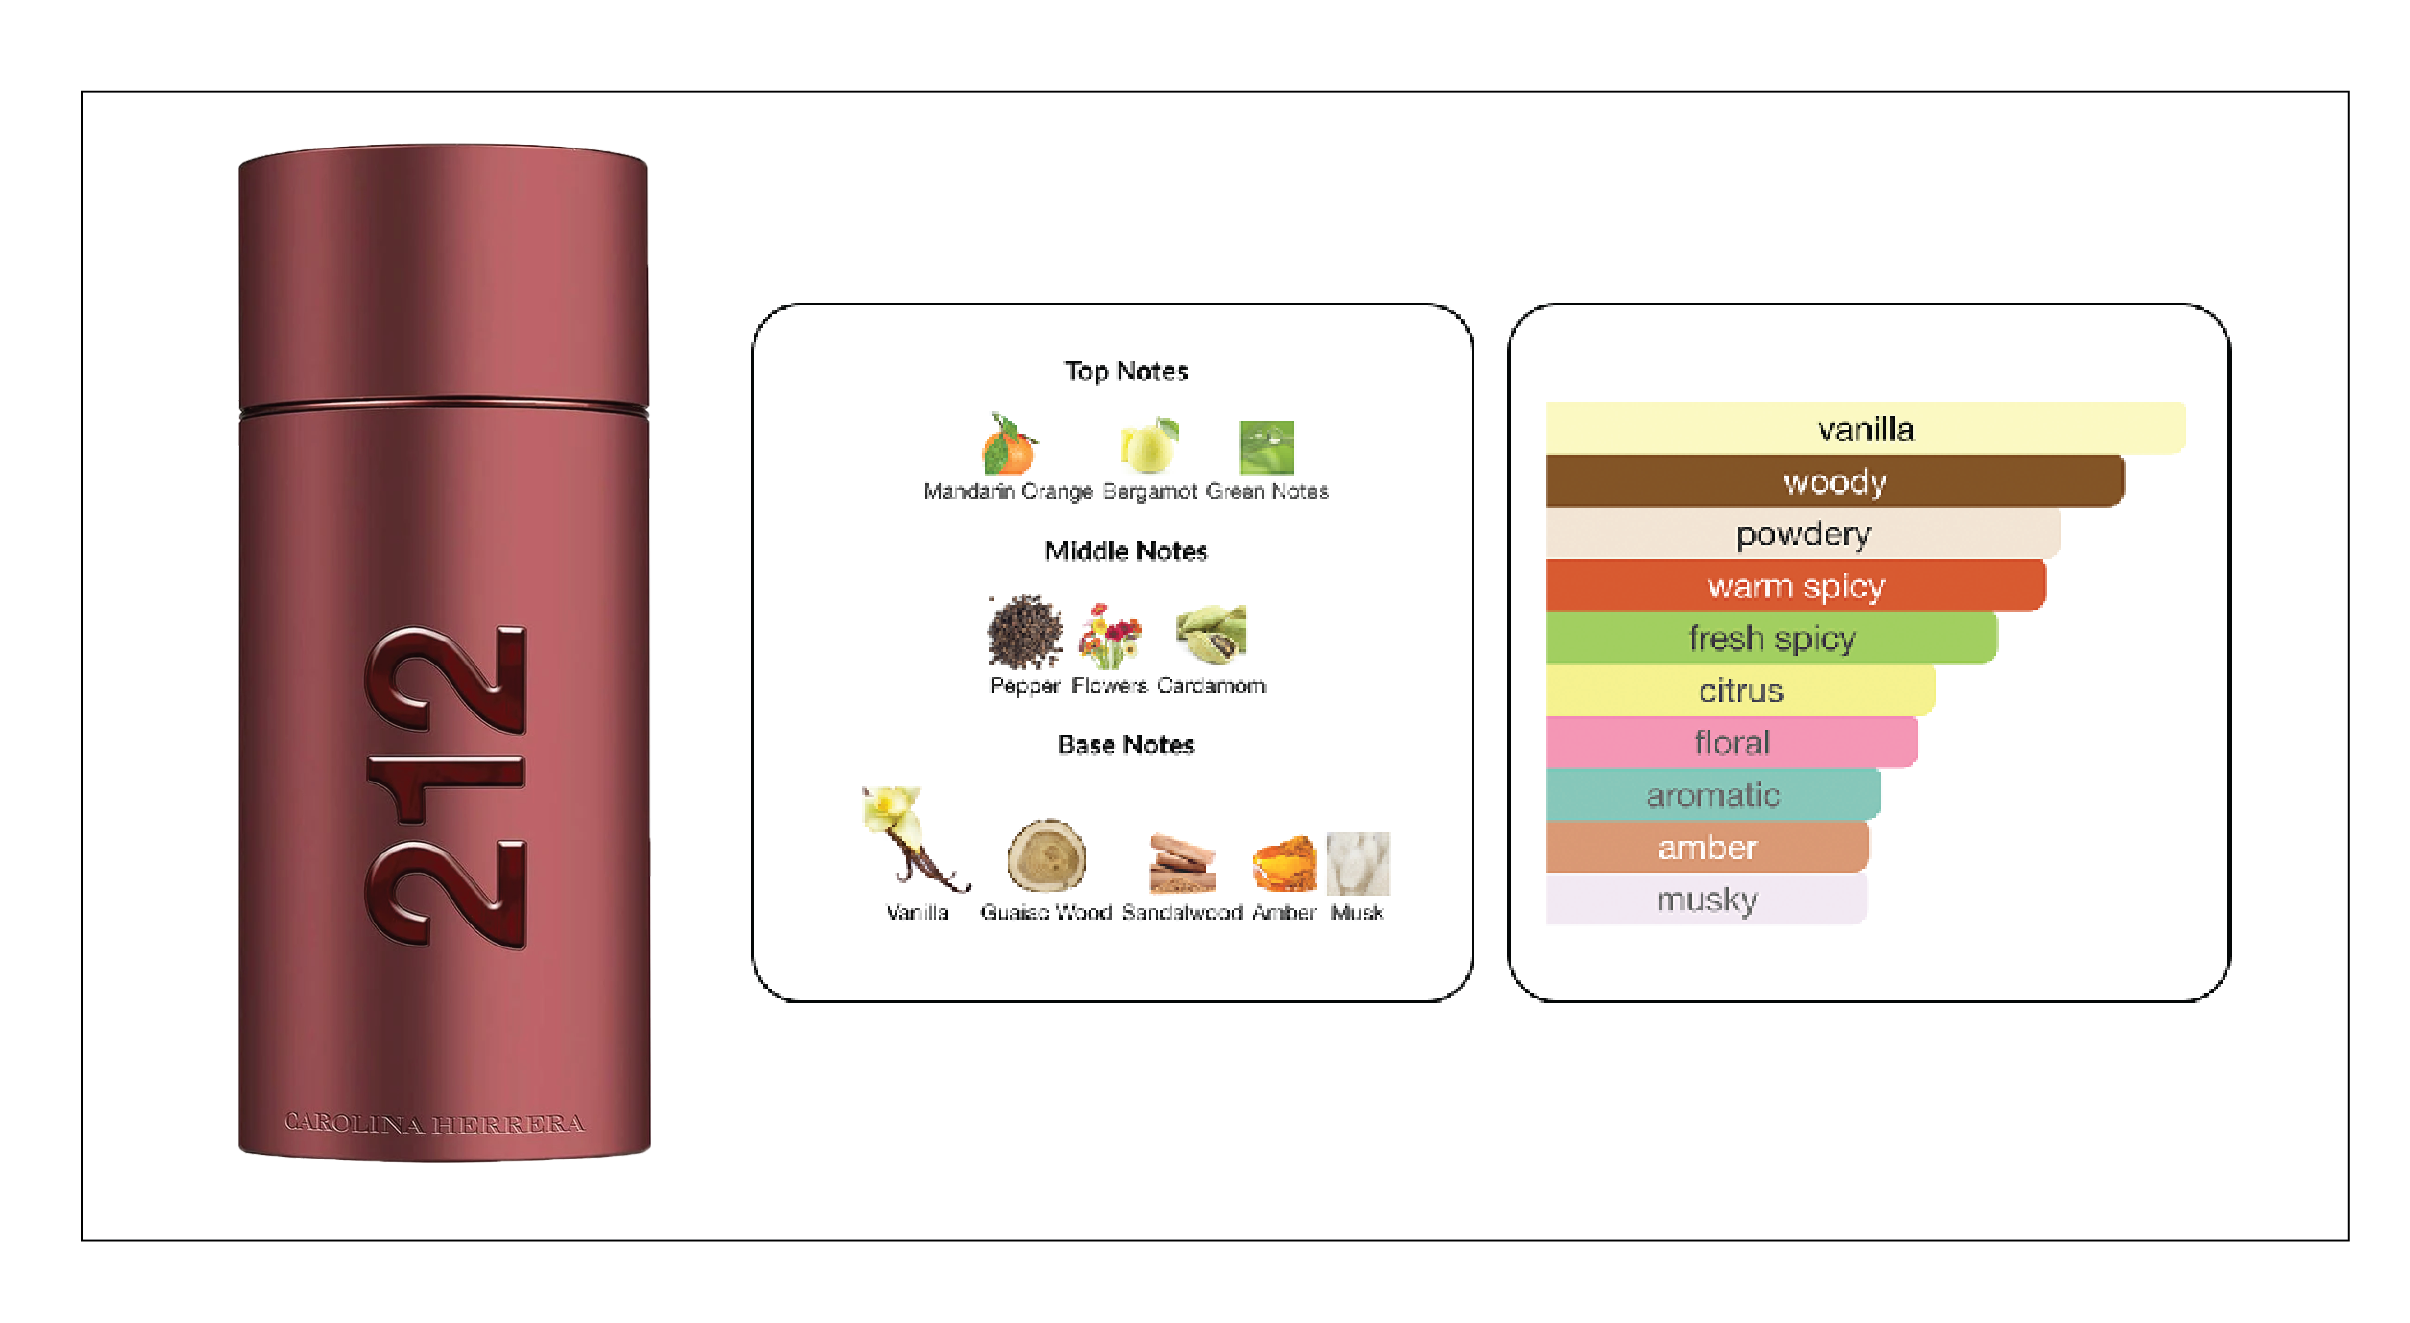 212
CAROLINA HERRERA
Top Notes
Mandarin Orange Bergamot Green Notes
Middle Notes
Pepper Flowers Cardamom
Base Notes
Vanilla Guaiac Wood Sandalwood Amber Musk
vanilla
woody
powdery
warm spicy
fresh spicy
citrus
floral
aromatic
amber
musky